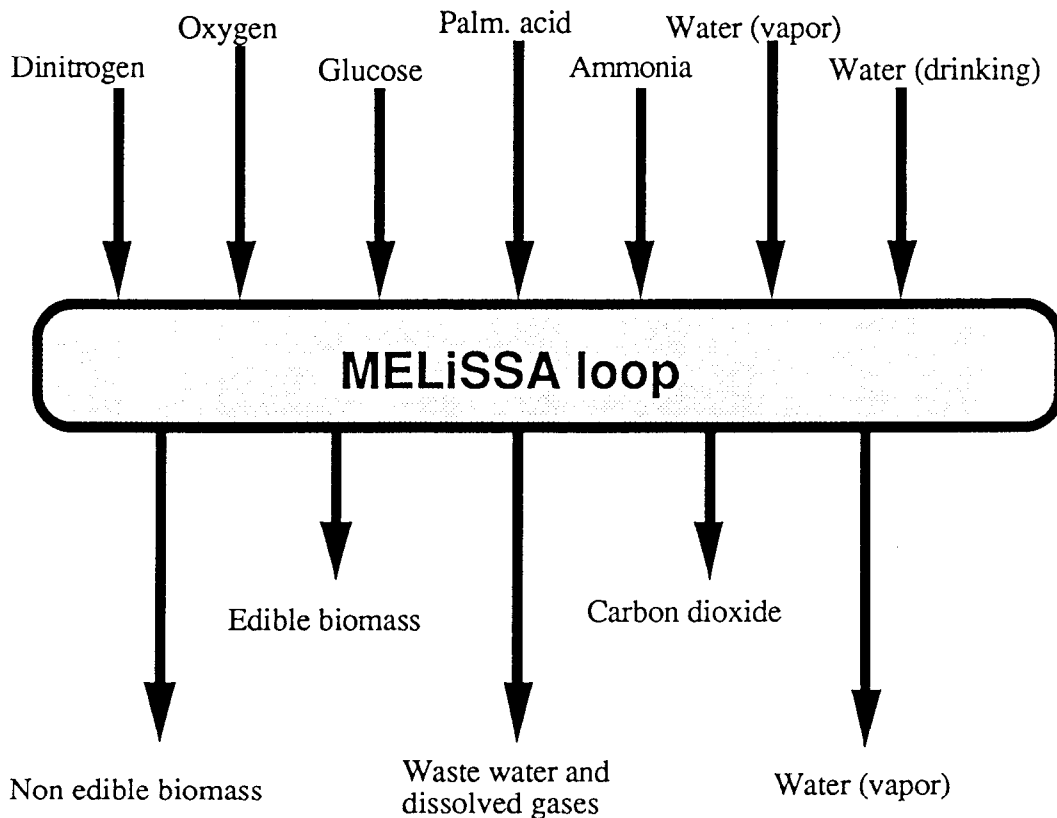 Oxygen
Palm. acid
Water (vapor)
Dinitrogen
Glucose
Ammonia
Water (drinking)
MELiSSA loop
Edible biomass
Carbon dioxide
Non edible biomass
Waste water and
dissolved gases
Water (vapor)